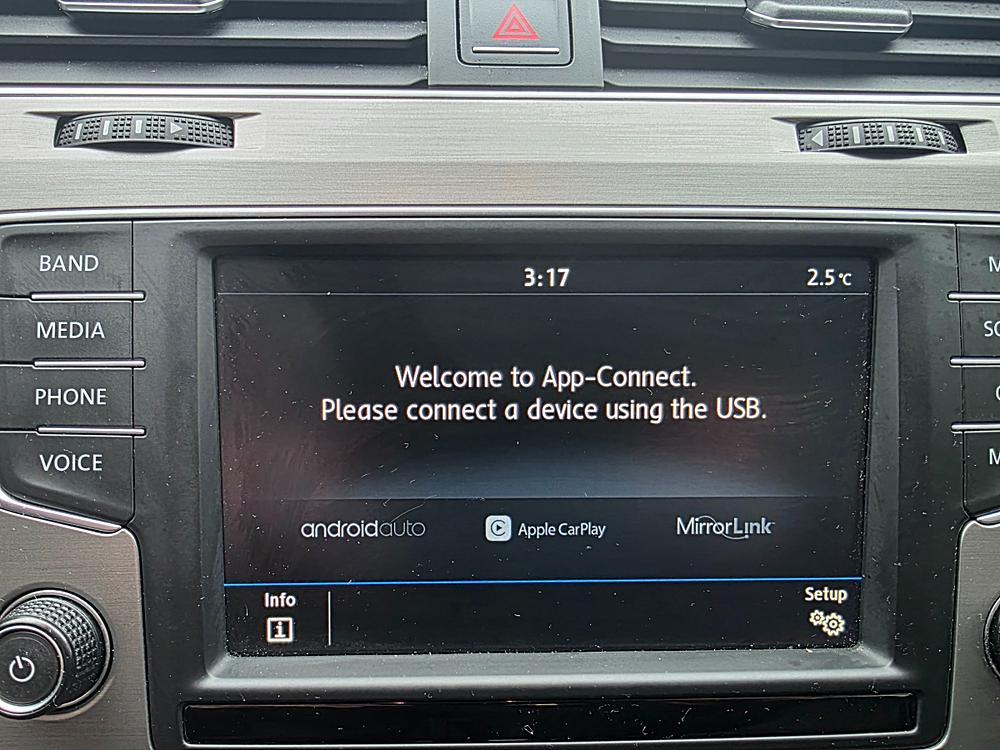 BAND
MEDIA
PHONE
VOICE
3:17
2.5°C
Welcome to App-Connect.
Please connect a device using the USB.
androidauto
Apple CarPlay
MirrorLink
Info
i
Setup